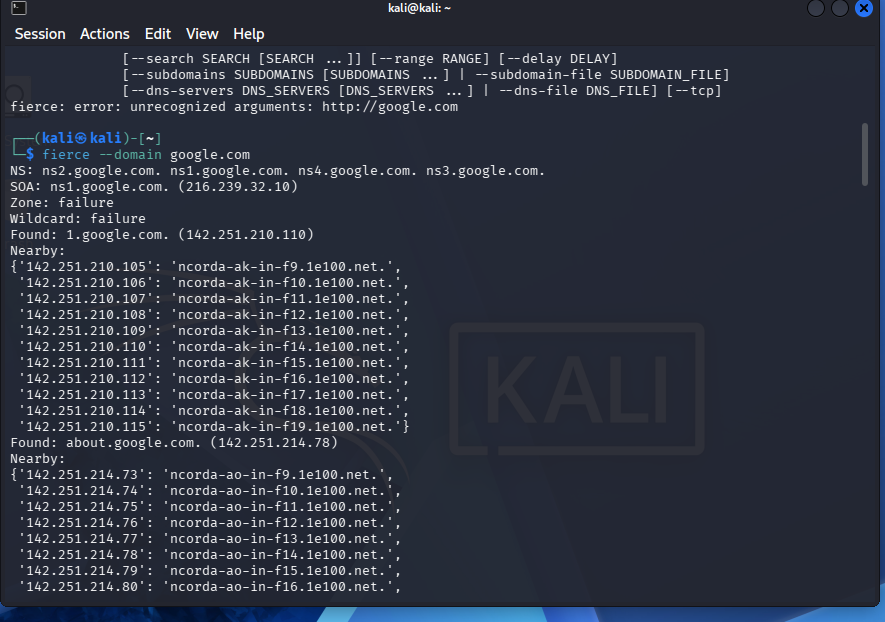 kali@kali: ~
Session Actions Edit View Help
[--search SEARCH [SEARCH ...]] [--range RANGE] [--delay DELAY]
[--subdomains SUBDOMAINS [SUBDOMAINS ...] | --subdomain-file SUBDOMAIN_FILE]
[--dns-servers DNS_SERVERS [DNS_SERVERS ...] | --dns-file DNS_FILE] [--tcp]
fierce: error: unrecognized arguments: http://google.com
┌──(kali㉿kali)-[~]
└─$ fierce --domain google.com
NS: ns2.google.com. ns1.google.com. ns4.google.com. ns3.google.com.
SOA: ns1.google.com. (216.239.32.10)
Zone: failure
Wildcard: failure
Found: 1.google.com. (142.251.210.110)
Nearby:
{'142.251.210.105': 'ncorda-ak-in-f9.1e100.net.',
'142.251.210.106': 'ncorda-ak-in-f10.1e100.net.',
'142.251.210.107': 'ncorda-ak-in-f11.1e100.net.',
'142.251.210.108': 'ncorda-ak-in-f12.1e100.net.',
'142.251.210.109': 'ncorda-ak-in-f13.1e100.net.',
'142.251.210.110': 'ncorda-ak-in-f14.1e100.net.',
'142.251.210.111': 'ncorda-ak-in-f15.1e100.net.',
'142.251.210.112': 'ncorda-ak-in-f16.1e100.net.',
'142.251.210.113': 'ncorda-ak-in-f17.1e100.net.',
'142.251.210.114': 'ncorda-ak-in-f18.1e100.net.',
'142.251.210.115': 'ncorda-ak-in-f19.1e100.net.'}
Found: about.google.com. (142.251.214.78)
Nearby:
{'142.251.214.73': 'ncorda-ao-in-f9.1e100.net.',
'142.251.214.74': 'ncorda-ao-in-f10.1e100.net.',
'142.251.214.75': 'ncorda-ao-in-f11.1e100.net.',
'142.251.214.76': 'ncorda-ao-in-f12.1e100.net.',
'142.251.214.77': 'ncorda-ao-in-f13.1e100.net.',
'142.251.214.78': 'ncorda-ao-in-f14.1e100.net.',
'142.251.214.79': 'ncorda-ao-in-f15.1e100.net.',
'142.251.214.80': 'ncorda-ao-in-f16.1e100.net.',
KALI